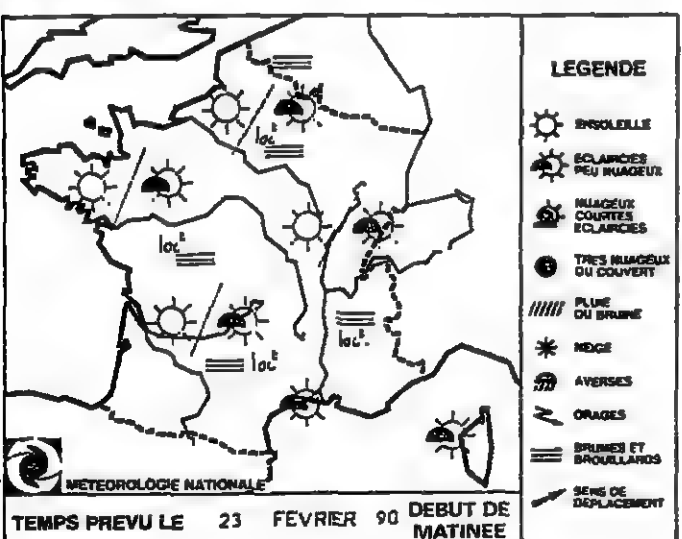 LEGENDE
ENSOLEILLE
ECLAIRCIES
PEU NUAGEUX
NUAGEUX
COURTES
ECLAIRCIES
TRES NUAGEUX
OU COUVERT
PLUIE
OU BRUINE
NEIGE
AVERSES
ORAGES
BRUMES ET
BROUILLARDS
SENS DE
DEPLACEMENT
loc^t
loc^t
loc^t
loc^t
METEOROLOGIE NATIONALE
TEMPS PREVU LE 23 FEVRIER 90 DEBUT DE
MATINEE